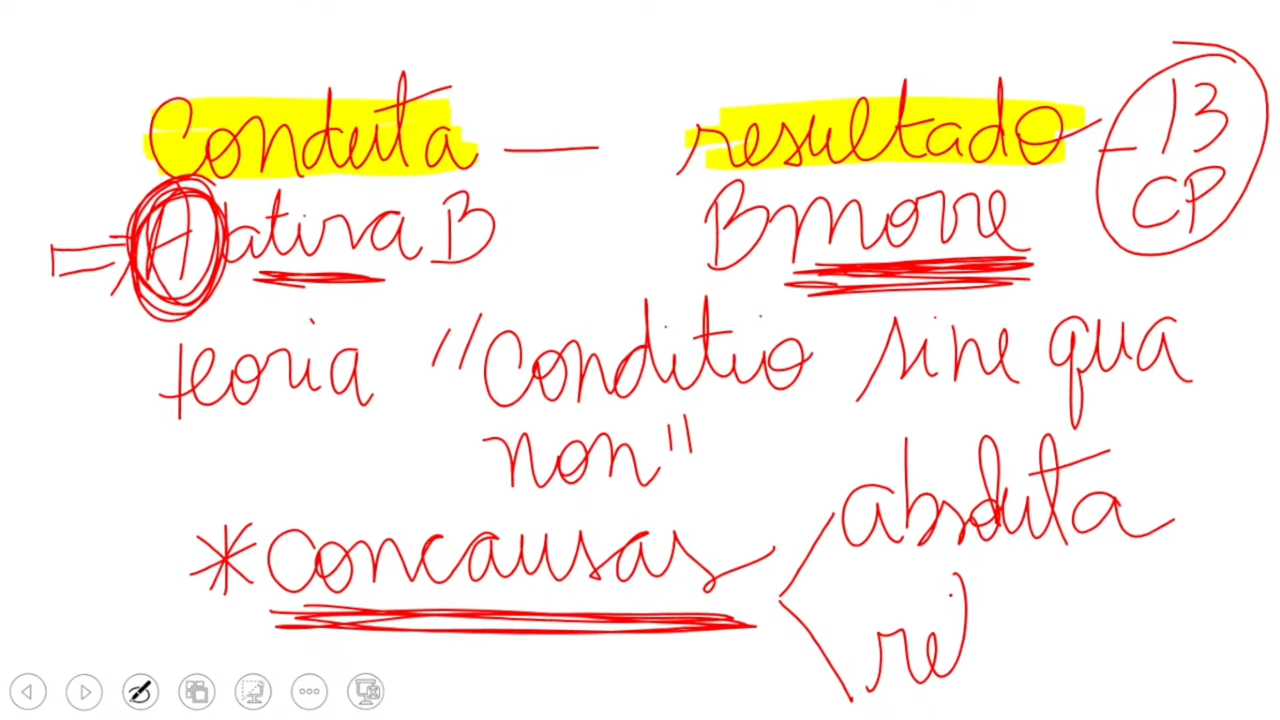 Conduta — resultado — 13 CP
A atira B B morre
teoria "Conditio sine qua
non"
* concausas absoluta
rel